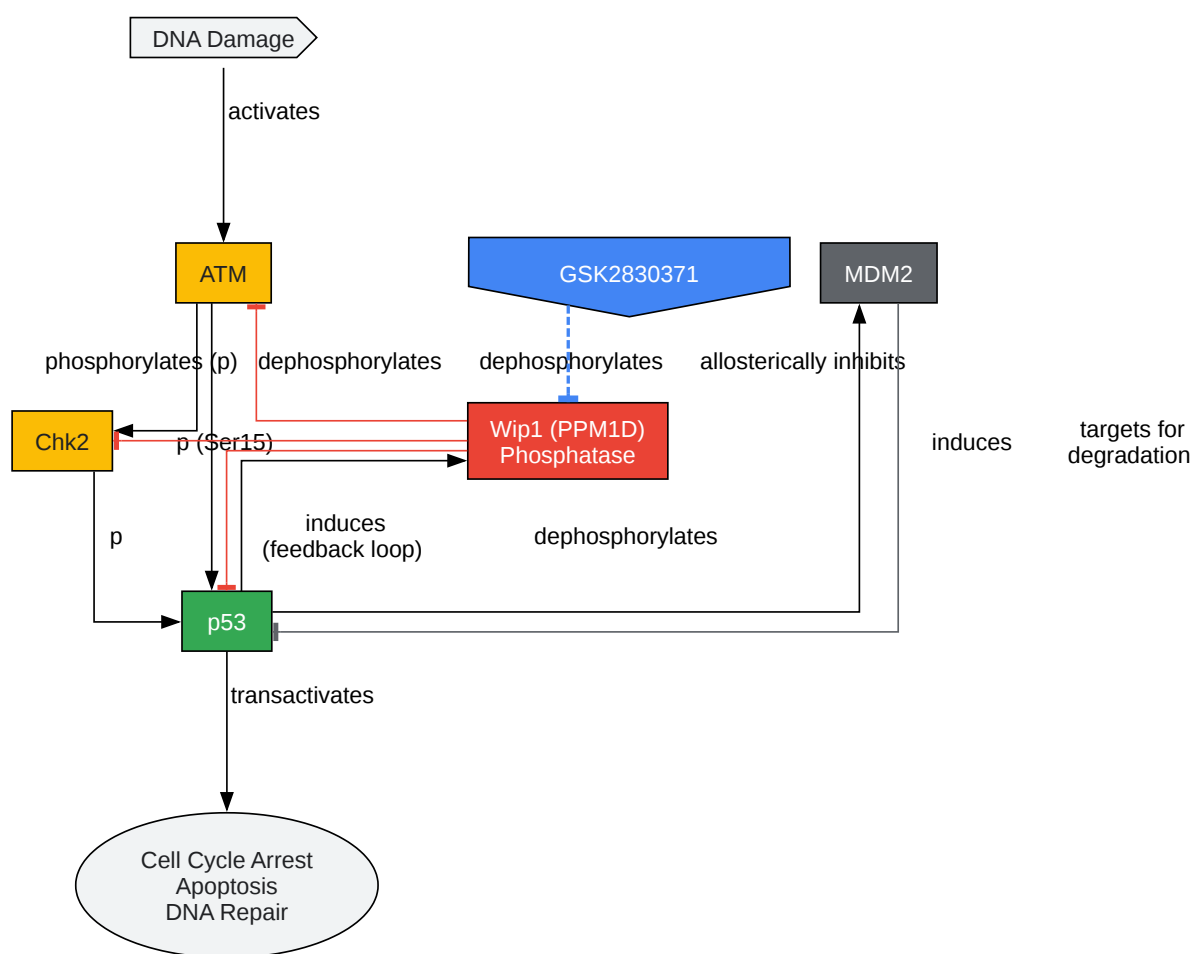 DNA Damage
activates
ATM
GSK2830371
MDM2
phosphorylates (p)
dephosphorylates
dephosphorylates
allosterically inhibits
Chk2
p (Ser15)
Wip1 (PPM1D)
Phosphatase
induces
targets for
degradation
p
induces
(feedback loop)
dephosphorylates
p53
transactivates
Cell Cycle Arrest
Apoptosis
DNA Repair